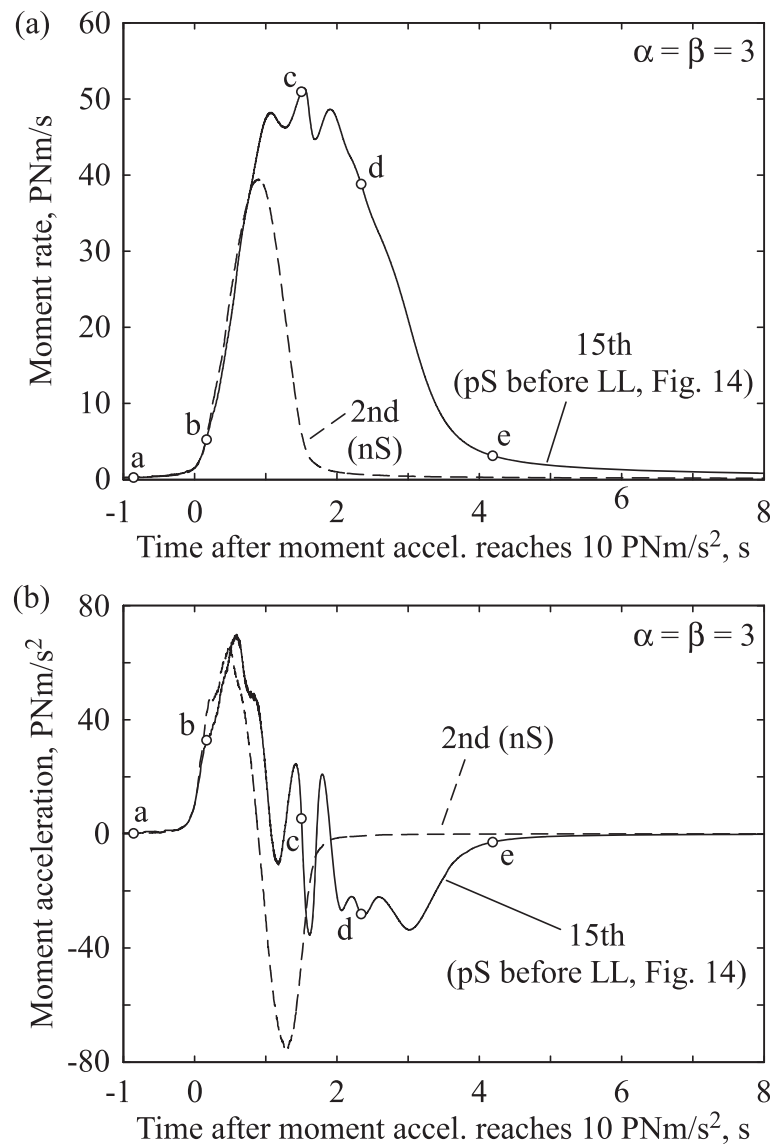 (a)
60
50
40
30
20
10
0
Moment rate, PNm/s
α = β = 3
a
b
c
d
e
2nd
(nS)
15th
(pS before LL, Fig. 14)
-1 0 2 4 6 8
Time after moment accel. reaches 10 PNm/s², s
(b)
80
40
0
-40
-80
Moment acceleration, PNm/s²
α = β = 3
a
b
c
d
e
2nd (nS)
15th
(pS before LL, Fig. 14)
-1 0 2 4 6 8
Time after moment accel. reaches 10 PNm/s², s